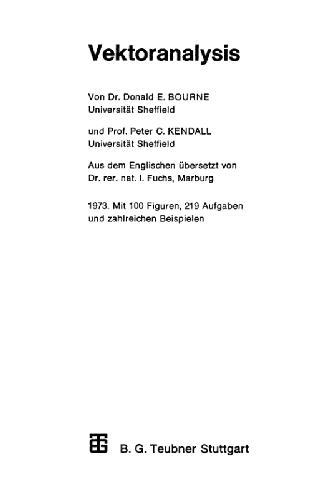 Vektoranalysis
Von Dr. Donald E. BOURNE
Universität Sheffield
und Prof. Peter C. KENDALL
Universität Sheffield
Aus dem Englischen übersetzt von
Dr. rer. nat. I. Fuchs, Marburg
1973. Mit 100 Figuren, 219 Aufgaben
und zahlreichen Beispielen
B. G. Teubner Stuttgart